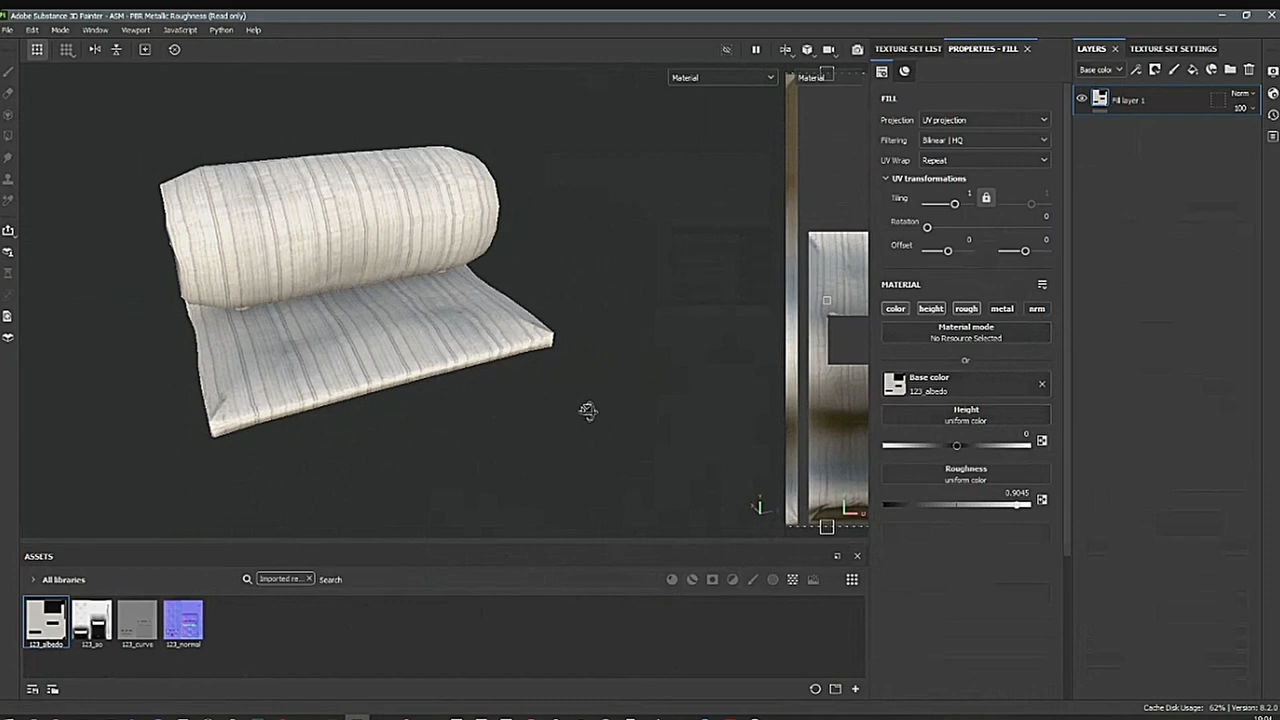 Adobe Substance 3D Painter - ASM - PBR Metallic Roughness (Read only)
File Edit Mode Window Viewport JavaScript Python Help
Material
Material
TEXTURE SET LIST PROPERTIES - FILL
FILL
Projection UV projection
Filtering Bilinear | HQ
UV Wrap Repeat
UV transformations
Tiling 1 1
Rotation 0
Offset 0 0
MATERIAL
color height rough metal nrm
Material mode
No Resource Selected
Or
Base color
123_albedo
Height
uniform color
0
Roughness
uniform color
0.9045
LAYERS TEXTURE SET SETTINGS
Base color
Fill layer 1 Norm
100
ASSETS
All libraries Imported re... Search
123_albedo 123_ao 123_curve 123_normal
Cache Disk Usage: 62% | Version: 8.2.0